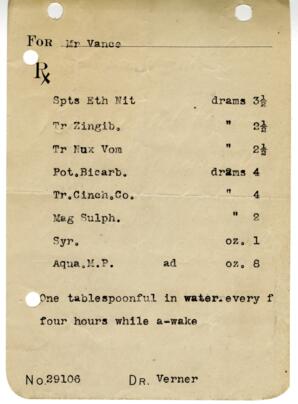 FOR Mr Vance
℞
Spts Eth Nit drams 3½
Tr Zingib. " 2½
Tr Nux Vom " 2½
Pot.Bicarb. drams 4
Tr.Cinch.Co. " 4
Mag Sulph. " 2
Syr. oz. 1
Aqua.M.P. ad oz. 8
One tablespoonful in water.every f
four hours while a-wake
No.29106 DR. Verner